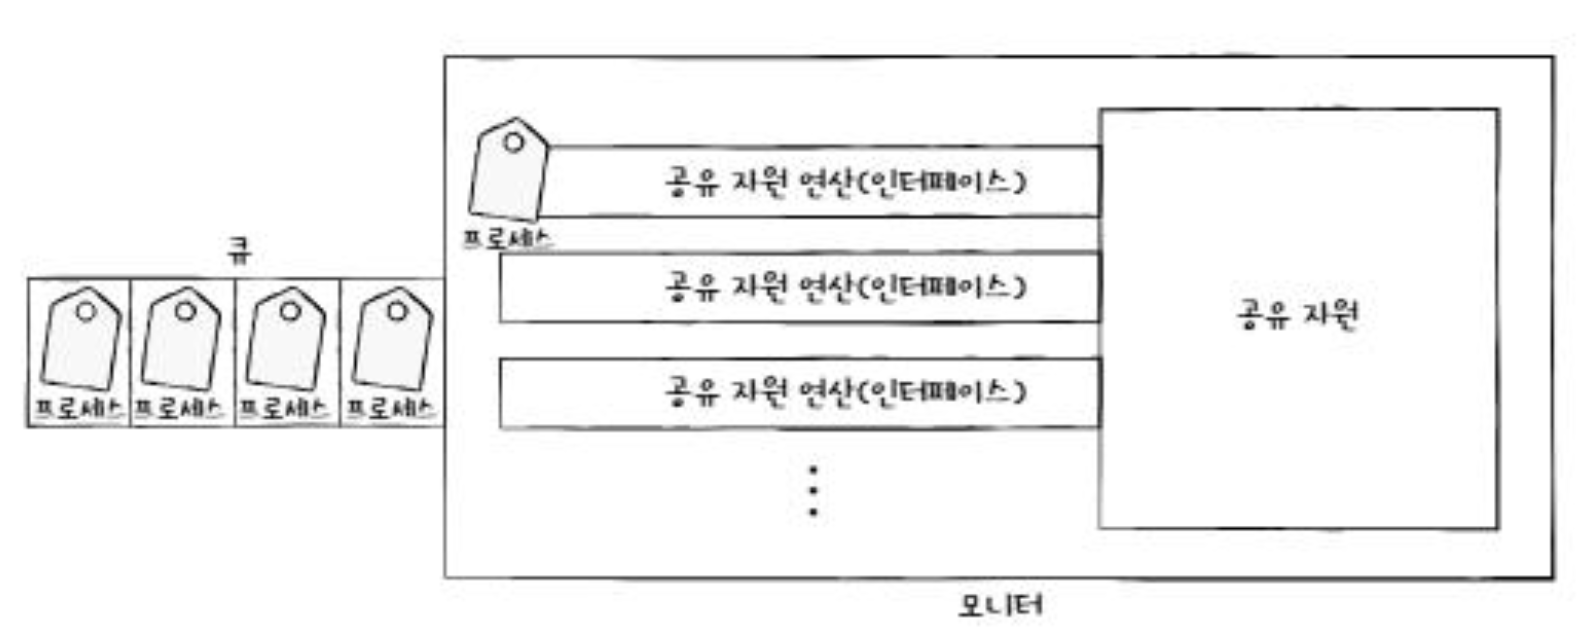 프로세스
공유 자원 연산(인터페이스)
공유 자원 연산(인터페이스)
공유 자원 연산(인터페이스)
공유 자원
큐
프로세스 프로세스 프로세스 프로세스
모니터